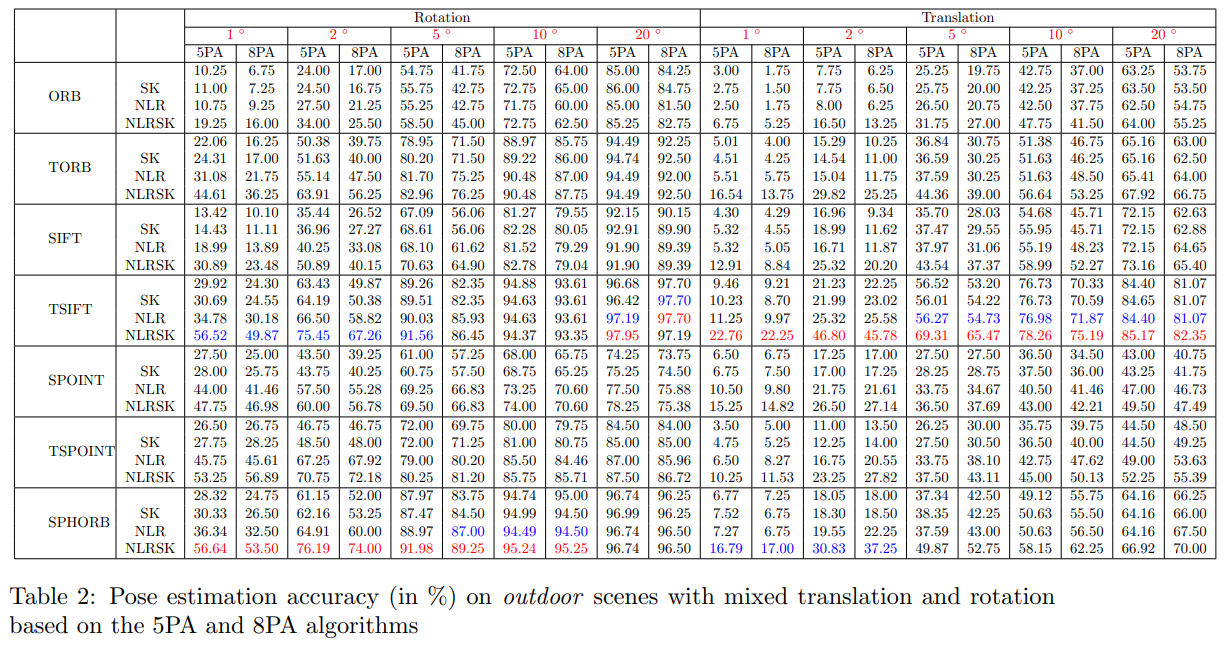 Rotation Translation
1 ° 2 ° 5 ° 10 ° 20 ° 1 ° 2 ° 5 ° 10 ° 20 °
5PA 8PA 5PA 8PA 5PA 8PA 5PA 8PA 5PA 8PA 5PA 8PA 5PA 8PA 5PA 8PA 5PA 8PA 5PA 8PA
ORB
10.25 6.75 24.00 17.00 54.75 41.75 72.50 64.00 85.00 84.25 3.00 1.75 7.75 6.25 25.25 19.75 42.75 37.00 63.25 53.75
SK 11.00 7.25 24.50 16.75 55.75 42.75 72.75 65.00 86.00 84.75 2.75 1.50 7.75 6.50 25.75 20.00 42.25 37.25 63.50 53.50
NLR 10.75 9.25 27.50 21.25 55.25 42.25 71.75 60.00 85.00 81.50 2.50 1.75 8.00 6.25 26.50 20.75 42.50 37.75 62.50 54.75
NLRSK 19.25 16.00 34.00 25.50 58.50 45.00 72.75 62.50 85.25 82.75 6.75 5.25 16.50 13.25 31.75 27.00 47.75 41.50 64.00 55.25
TORB
22.06 16.25 50.38 39.75 78.95 71.50 88.97 85.75 94.49 92.25 5.01 4.00 15.29 10.25 36.84 30.75 51.38 46.75 65.16 63.00
SK 24.31 17.00 51.63 40.00 80.20 71.50 89.22 86.00 94.74 92.50 4.51 4.25 14.54 11.00 36.59 30.25 51.63 46.25 65.16 62.50
NLR 31.08 21.75 55.14 47.50 81.70 75.25 90.48 87.00 94.49 92.00 5.51 5.75 15.04 11.75 37.59 30.25 51.63 48.50 65.41 64.00
NLRSK 44.61 36.25 63.91 56.25 82.96 76.25 90.48 87.75 94.49 92.50 16.54 13.75 29.82 25.25 44.36 39.00 56.64 53.25 67.92 66.75
SIFT
13.42 10.10 35.44 26.52 67.09 56.06 81.27 79.55 92.15 90.15 4.30 4.29 16.96 9.34 35.70 28.03 54.68 45.71 72.15 62.63
SK 14.43 11.11 36.96 27.27 68.61 56.06 82.28 80.05 92.91 89.90 5.32 4.55 18.99 11.62 37.47 29.55 55.95 45.71 72.15 62.88
NLR 18.99 13.89 40.25 33.08 68.10 61.62 81.52 79.29 91.90 89.39 5.32 5.05 16.71 11.87 37.97 31.06 55.19 48.23 72.15 64.65
NLRSK 30.89 23.48 50.89 40.15 70.63 64.90 82.78 79.04 91.90 89.39 12.91 8.84 25.32 20.20 43.54 37.37 58.99 52.27 73.16 65.40
TSIFT
29.92 24.30 63.43 49.87 89.26 82.35 94.88 93.61 96.68 97.70 9.46 9.21 21.23 22.25 56.52 53.20 76.73 70.33 84.40 81.07
SK 30.69 24.55 64.19 50.38 89.51 82.35 94.63 93.61 96.42 97.70 10.23 8.70 21.99 23.02 56.01 54.22 76.73 70.59 84.65 81.07
NLR 34.78 30.18 66.50 58.82 90.03 85.93 94.63 93.61 97.19 97.70 11.25 9.97 25.32 25.58 56.27 54.73 76.98 71.87 84.40 81.07
NLRSK 56.52 49.87 75.45 67.26 91.56 86.45 94.37 93.35 97.95 97.19 22.76 22.25 46.80 45.78 69.31 65.47 78.26 75.19 85.17 82.35
SPOINT
27.50 25.00 43.50 39.25 61.00 57.25 68.00 65.75 74.25 73.75 6.50 6.75 17.25 17.00 27.50 27.50 36.50 34.50 43.00 40.75
SK 28.00 25.75 43.75 40.25 60.75 57.50 68.75 65.25 75.25 74.50 6.75 7.50 17.00 17.25 28.25 28.75 37.50 36.00 43.25 41.75
NLR 44.00 41.46 57.50 55.28 69.25 66.83 73.25 70.60 77.50 75.88 10.50 9.80 21.75 21.61 33.75 34.67 40.50 41.46 47.00 46.73
NLRSK 47.75 46.98 60.00 56.78 69.50 66.83 74.00 70.60 78.25 75.38 15.25 14.82 26.50 27.14 36.50 37.69 43.00 42.21 49.50 47.49
TSPOINT
26.50 26.75 46.75 46.75 72.00 69.75 80.00 79.75 84.50 84.00 3.50 5.00 11.00 13.50 26.25 30.00 35.75 39.75 44.50 48.50
SK 27.75 28.25 48.50 48.00 72.00 71.25 81.00 80.75 85.00 85.00 4.75 5.25 12.25 14.00 27.50 30.50 36.50 40.00 44.50 49.25
NLR 45.75 45.61 67.25 67.92 79.00 80.20 85.50 84.46 87.00 85.96 6.50 8.27 16.75 20.55 33.75 38.10 42.75 47.62 49.00 53.63
NLRSK 53.25 56.89 70.75 72.18 80.25 81.20 85.75 85.71 87.50 86.72 10.25 11.53 23.25 27.82 37.50 43.11 45.00 50.13 52.25 55.39
SPHORB
28.32 24.75 61.15 52.00 87.97 83.75 94.74 95.00 96.74 96.25 6.77 7.25 18.05 18.00 37.34 42.50 49.12 55.75 64.16 66.25
SK 30.33 26.50 62.16 53.25 87.47 84.50 94.99 94.50 96.99 96.25 7.52 6.75 18.30 18.50 38.35 42.25 50.63 55.50 64.16 66.00
NLR 36.34 32.50 64.91 60.00 88.97 87.00 94.49 94.50 96.74 96.50 7.27 6.75 19.55 22.25 37.59 43.00 50.63 56.50 64.16 67.50
NLRSK 56.64 53.50 76.19 74.00 91.98 89.25 95.24 95.25 96.74 96.50 16.79 17.00 30.83 37.25 49.87 52.75 58.15 62.25 66.92 70.00
Table 2: Pose estimation accuracy (in %) on outdoor scenes with mixed translation and rotation
based on the 5PA and 8PA algorithms